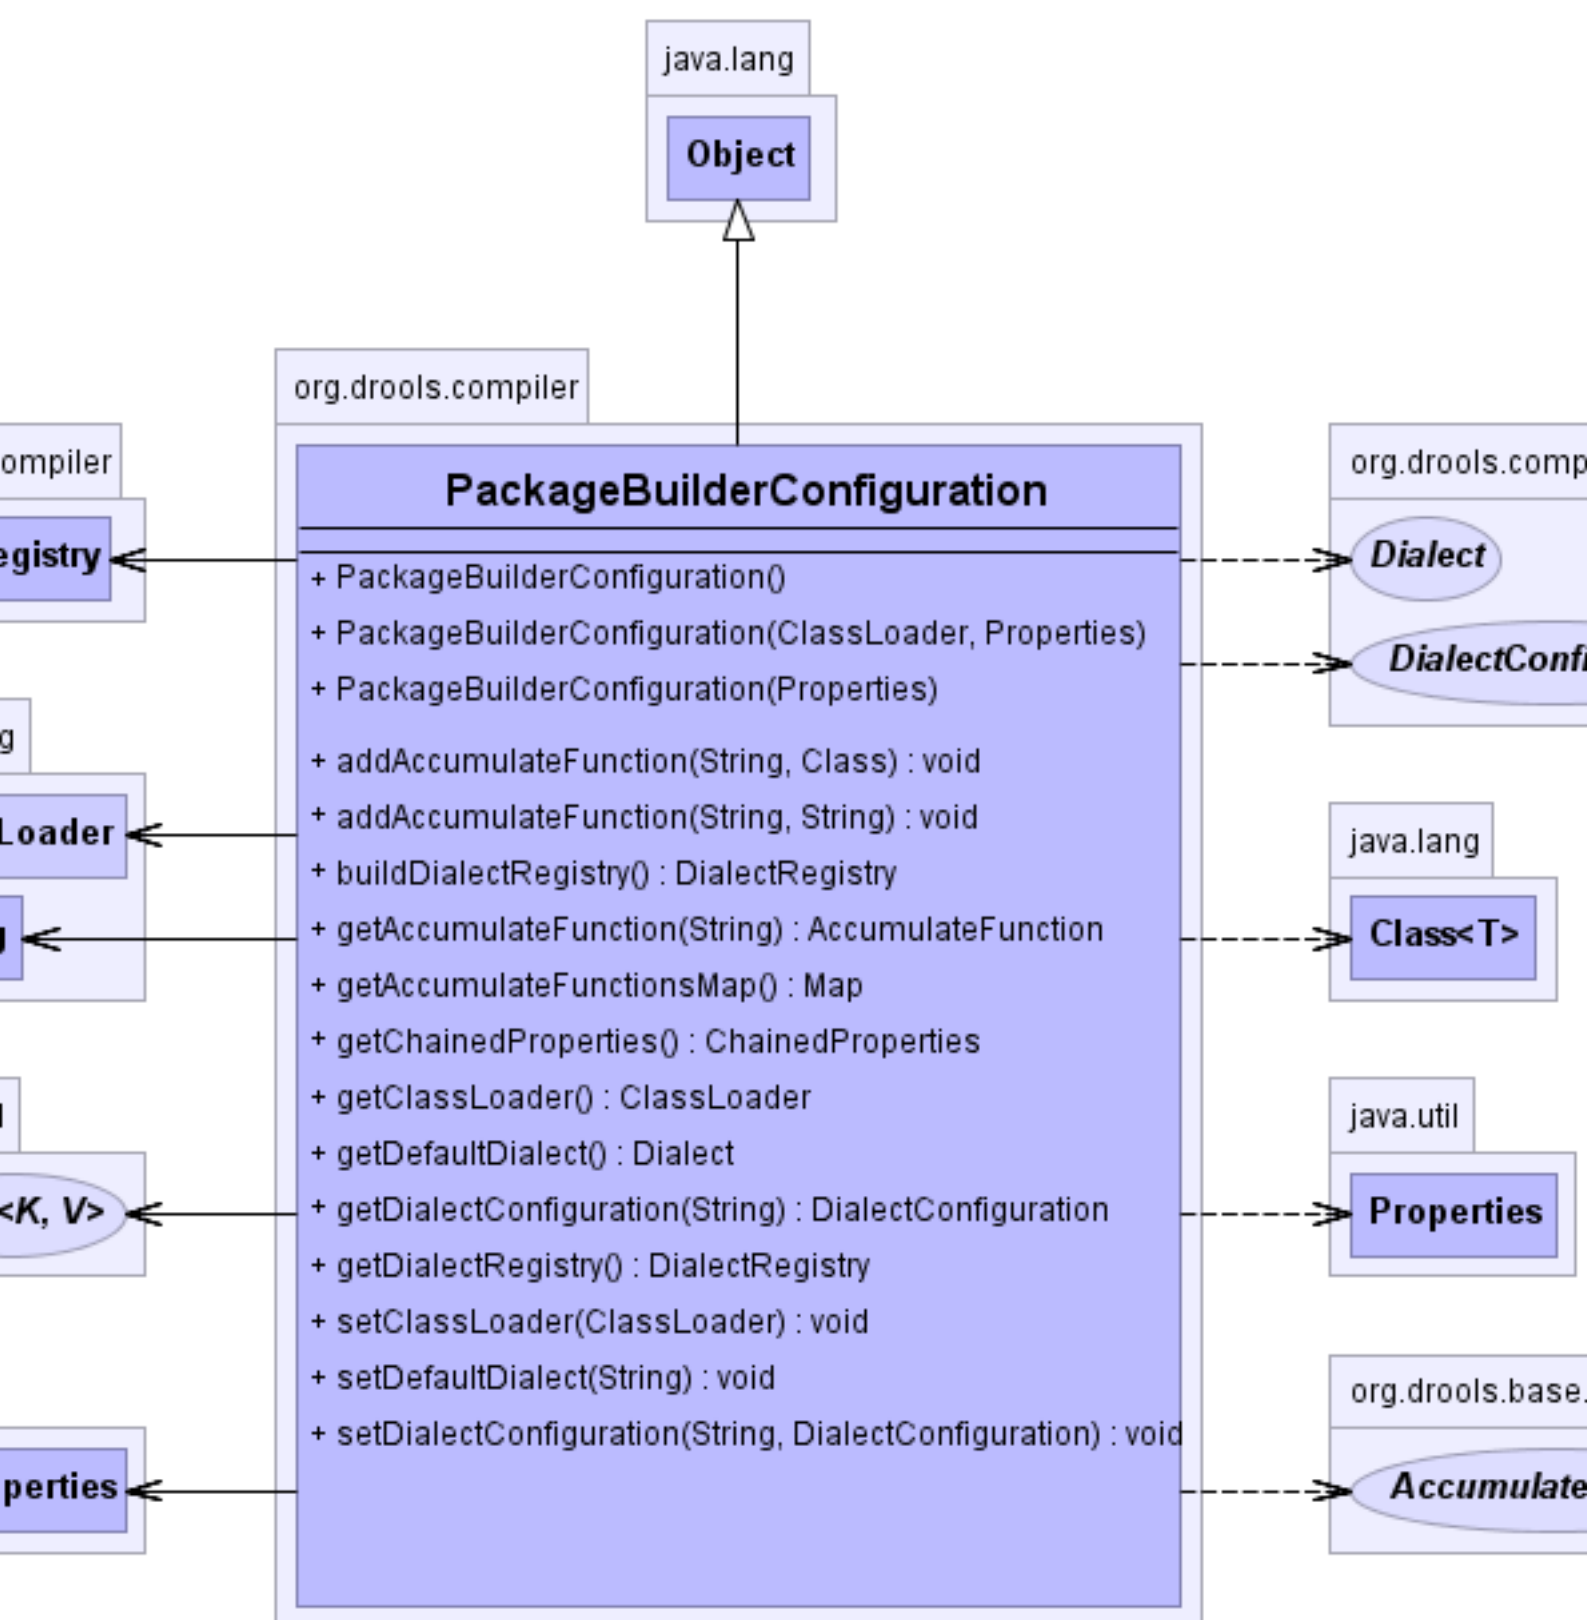 java.lang
Object
org.drools.compiler
PackageBuilderConfiguration
+ PackageBuilderConfiguration()
+ PackageBuilderConfiguration(ClassLoader, Properties)
+ PackageBuilderConfiguration(Properties)
+ addAccumulateFunction(String, Class) : void
+ addAccumulateFunction(String, String) : void
+ buildDialectRegistry() : DialectRegistry
+ getAccumulateFunction(String) : AccumulateFunction
+ getAccumulateFunctionsMap() : Map
+ getChainedProperties() : ChainedProperties
+ getClassLoader() : ClassLoader
+ getDefaultDialect() : Dialect
+ getDialectConfiguration(String) : DialectConfiguration
+ getDialectRegistry() : DialectRegistry
+ setClassLoader(ClassLoader) : void
+ setDefaultDialect(String) : void
+ setDialectConfiguration(String, DialectConfiguration) : void
ompiler
egistry
g
Loader
g
l
<K, V>
perties
org.drools.comp
Dialect
DialectConfi
java.lang
Class<T>
java.util
Properties
org.drools.base.
Accumulate